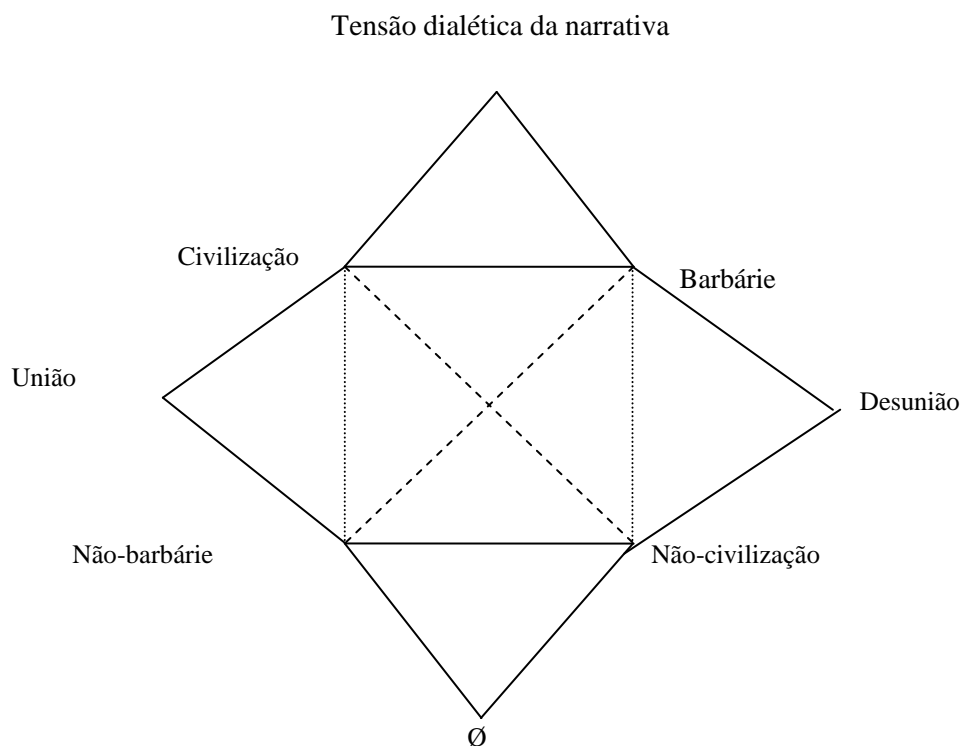 Tensão dialética da narrativa
Civilização
Barbárie
União
Desunião
Não-barbárie
Não-civilização
Ø